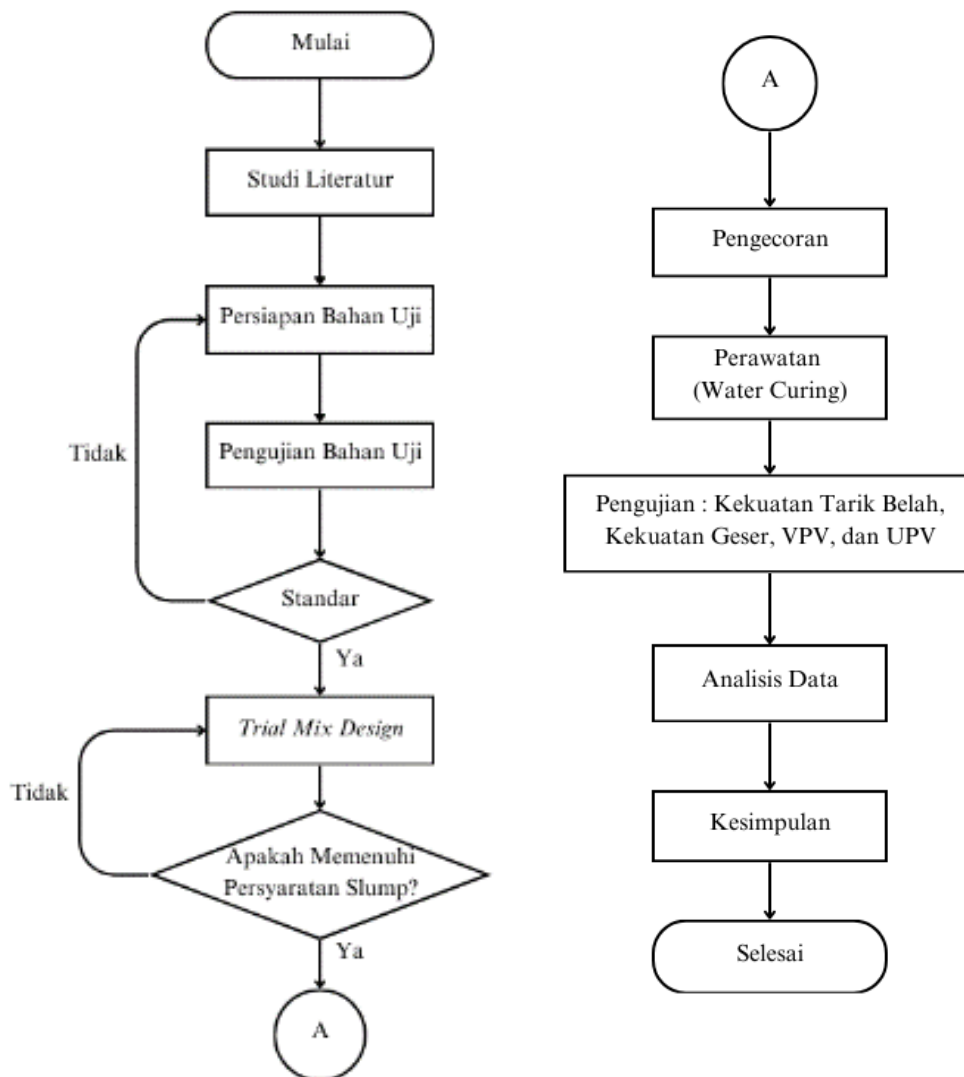 Mulai
Studi Literatur
Persiapan Bahan Uji
Pengujian Bahan Uji
Tidak
Standar
Ya
Trial Mix Design
Tidak
Apakah Memenuhi
Persyaratan Slump?
Ya
A
A
Pengecoran
Perawatan
(Water Curing)
Pengujian : Kekuatan Tarik Belah,
Kekuatan Geser, VPV, dan UPV
Analisis Data
Kesimpulan
Selesai